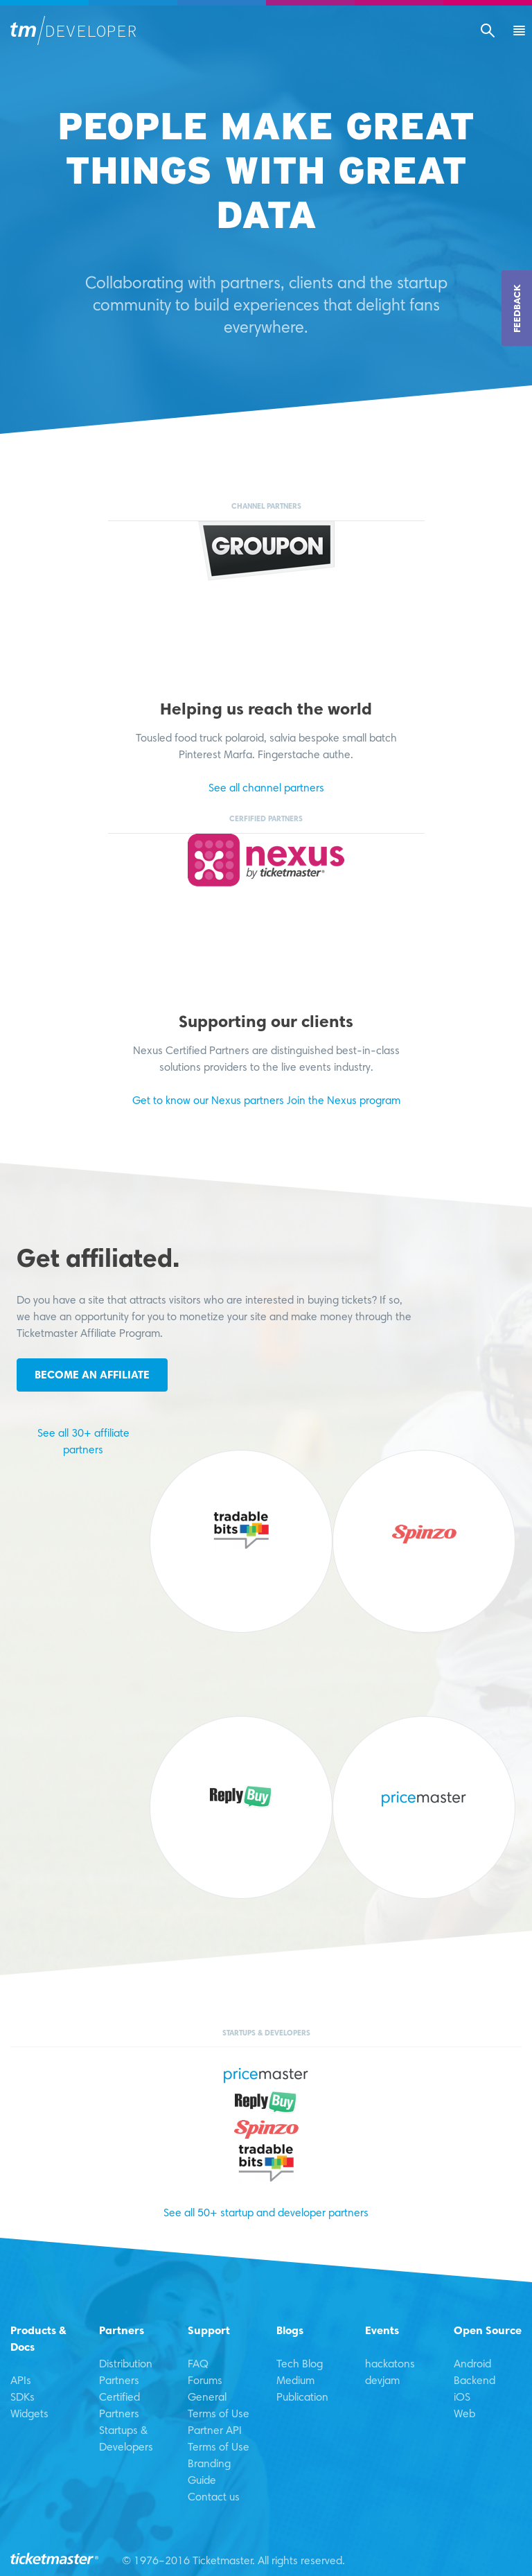 tm/DEVELOPER
PEOPLE MAKE GREAT
THINGS WITH GREAT
DATA
Collaborating with partners, clients and the startup
community to build experiences that delight fans
everywhere.
FEEDBACK
CHANNEL PARTNERS
GROUPON
Helping us reach the world
Tousled food truck polaroid, salvia bespoke small batch
Pinterest Marfa. Fingerstache authe.
See all channel partners
CERFIFIED PARTNERS
nexus
by ticketmaster®
Supporting our clients
Nexus Certified Partners are distinguished best-in-class
solutions providers to the live events industry.
Get to know our Nexus partners Join the Nexus program
Get affiliated.
Do you have a site that attracts visitors who are interested in buying tickets? If so,
we have an opportunity for you to monetize your site and make money through the
Ticketmaster Affiliate Program.
BECOME AN AFFILIATE
See all 30+ affiliate
partners
tradable
bits
Spinzo
ReplyBuy
pricemaster
STARTUPS & DEVELOPERS
pricemaster
ReplyBuy
Spinzo
tradable
bits
See all 50+ startup and developer partners
Products &
Docs
APIs
SDKs
Widgets
Partners
Distribution
Partners
Certified
Partners
Startups &
Developers
Support
FAQ
Forums
General
Terms of Use
Partner API
Terms of Use
Branding
Guide
Contact us
Blogs
Tech Blog
Medium
Publication
Events
hackatons
devjam
Open Source
Android
Backend
iOS
Web
ticketmaster®
© 1976-2016 Ticketmaster. All rights reserved.